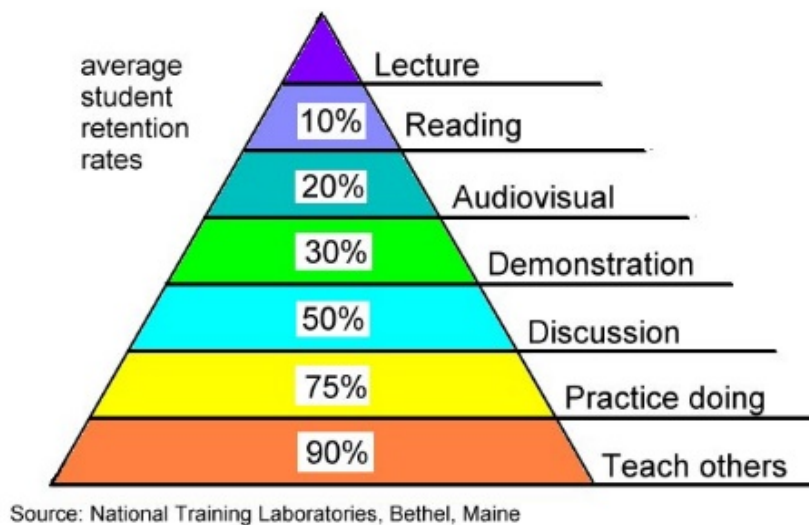 average
student
retention
rates
Lecture
10% Reading
20% Audiovisual
30% Demonstration
50% Discussion
75% Practice doing
90% Teach others
Source: National Training Laboratories, Bethel, Maine